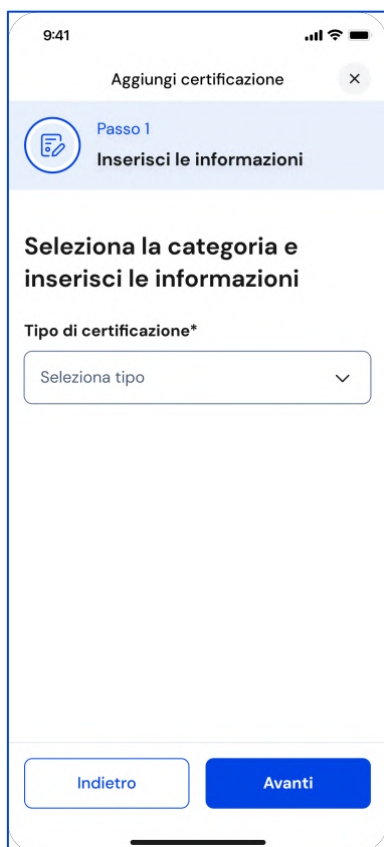 9:41
Aggiungi certificazione
Passo 1
Inserisci le informazioni
Seleziona la categoria e
inserisci le informazioni
Tipo di certificazione*
Seleziona tipo
Indietro
Avanti